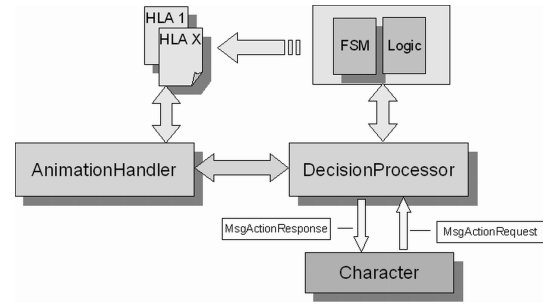 HLA 1
HLA X
FSM
Logic
AnimationHandler
DecisionProcessor
MsgActionResponse
MsgActionRequest
Character